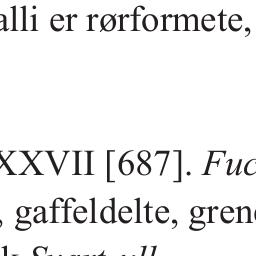 alli er rørformete,
XXVII [687]. Fuc
, gaffeldelte, gren